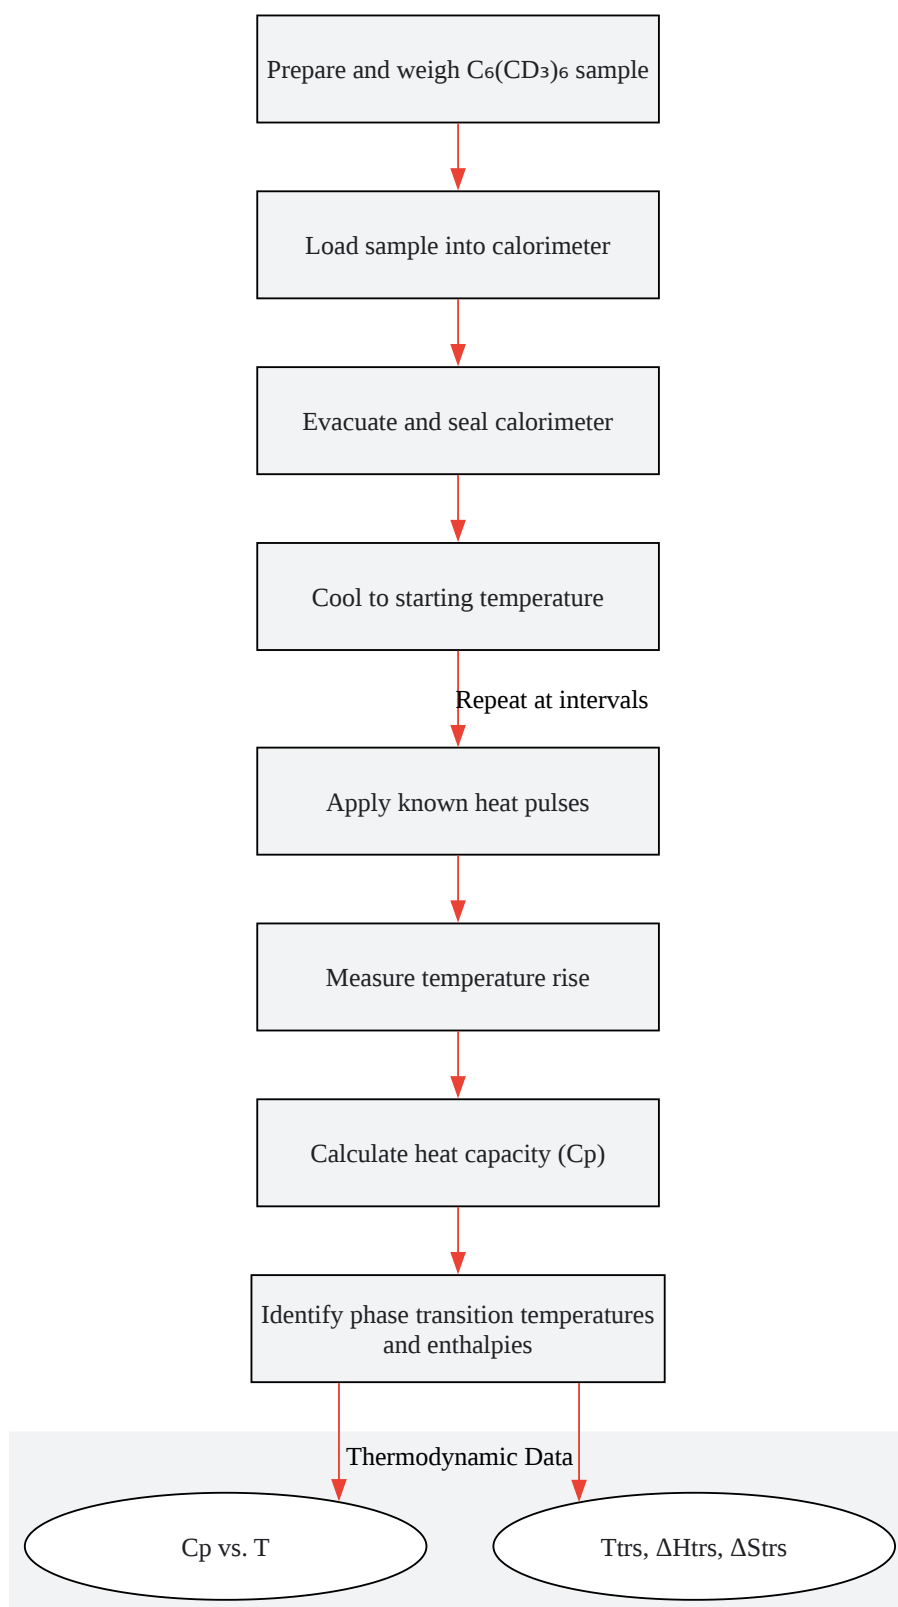 Prepare and weigh C₆(CD₃)₆ sample
Load sample into calorimeter
Evacuate and seal calorimeter
Cool to starting temperature
Repeat at intervals
Apply known heat pulses
Measure temperature rise
Calculate heat capacity (Cp)
Identify phase transition temperatures
and enthalpies
Thermodynamic Data
Cp vs. T
Ttrs, ΔHtrs, ΔStrs